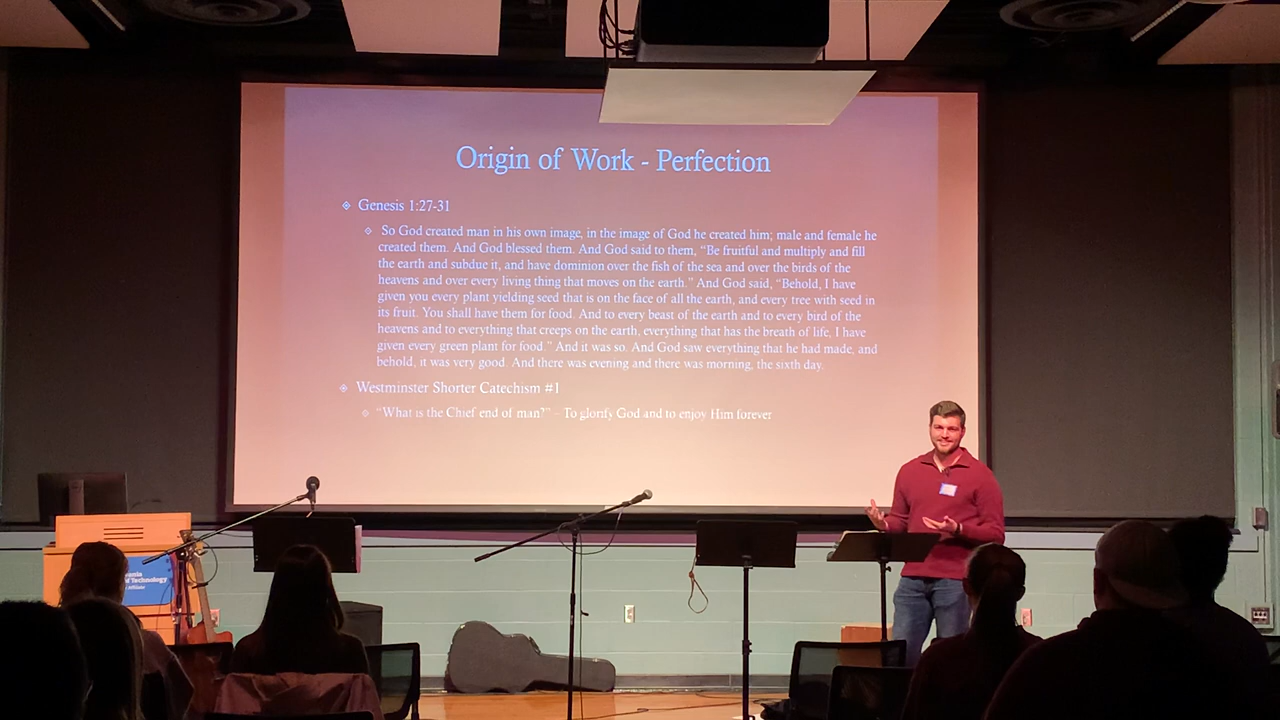 Origin of Work - Perfection
Genesis 1:27-31
So God created man in his own image, in the image of God he created him; male and female he
created them. And God blessed them. And God said to them, “Be fruitful and multiply and fill
the earth and subdue it, and have dominion over the fish of the sea and over the birds of the
heavens and over every living thing that moves on the earth.” And God said, “Behold, I have
given you every plant yielding seed that is on the face of all the earth, and every tree with seed in
its fruit. You shall have them for food. And to every beast of the earth and to every bird of the
heavens and to everything that creeps on the earth, everything that has the breath of life, I have
given every green plant for food.” And it was so. And God saw everything that he had made, and
behold, it was very good. And there was evening and there was morning, the sixth day.
Westminster Shorter Catechism #1
“What is the Chief end of man?” – To glorify God and to enjoy Him forever
of Technology